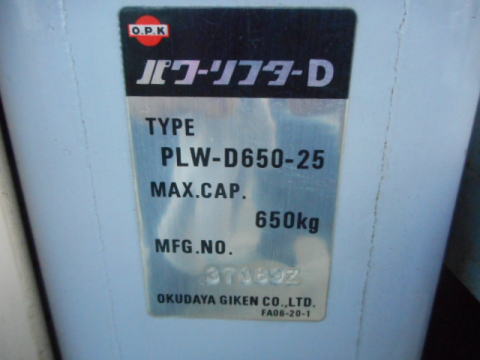 O.P.K
パワーリフターD
TYPE
PLW-D650-25
MAX.CAP.
650kg
MFG.NO.
OKUDAYA GIKEN CO.,LTD.
FA06-20-1